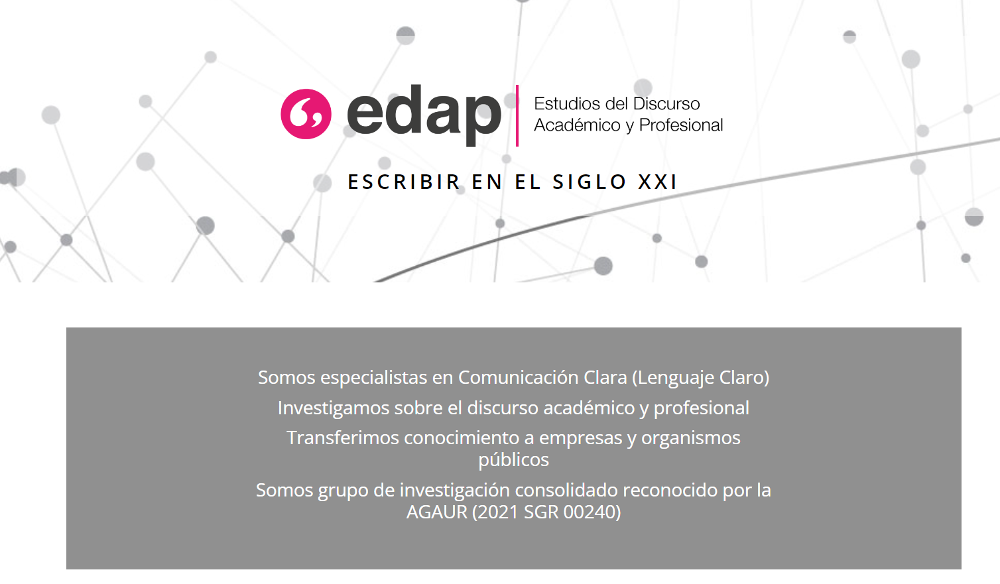 edap
Estudios del Discurso
Académico y Profesional
ESCRIBIR EN EL SIGLO XXI
Somos especialistas en Comunicación Clara (Lenguaje Claro)
Investigamos sobre el discurso académico y profesional
Transferimos conocimiento a empresas y organismos
públicos
Somos grupo de investigación consolidado reconocido por la
AGAUR (2021 SGR 00240)